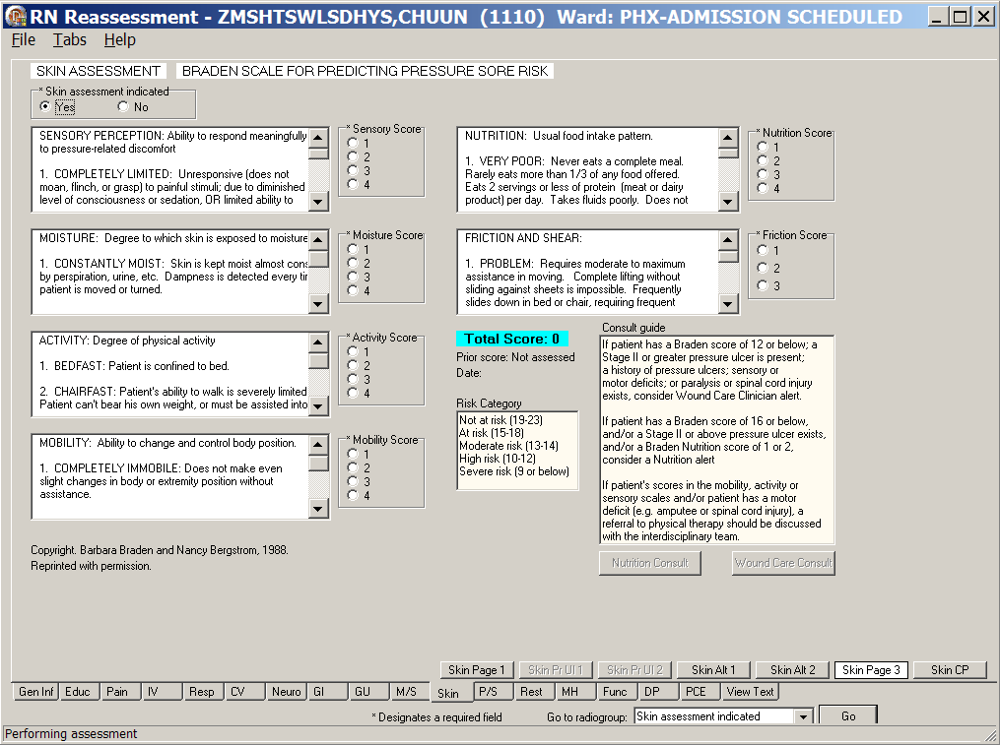 RN Reassessment - ZMSHTSWLSDHYS,CHUUN (1110) Ward: PHX-ADMISSION SCHEDULED
File Tabs Help
SKIN ASSESSMENT BRADEN SCALE FOR PREDICTING PRESSURE SORE RISK
* Skin assessment indicated
Yes No
SENSORY PERCEPTION: Ability to respond meaningfully
to pressure-related discomfort
1. COMPLETELY LIMITED: Unresponsive (does not
moan, flinch, or grasp) to painful stimuli; due to diminished
level of consciousness or sedation, OR limited ability to
* Sensory Score
1
2
3
4
NUTRITION: Usual food intake pattern.
1. VERY POOR: Never eats a complete meal.
Rarely eats more than 1/3 of any food offered.
Eats 2 servings or less of protein (meat or dairy
product) per day. Takes fluids poorly. Does not
* Nutrition Score
1
2
3
4
MOISTURE: Degree to which skin is exposed to moisture
1. CONSTANTLY MOIST: Skin is kept moist almost cons
by perspiration, urine, etc. Dampness is detected every tir
patient is moved or turned.
* Moisture Score
1
2
3
4
FRICTION AND SHEAR:
1. PROBLEM: Requires moderate to maximum
assistance in moving. Complete lifting without
sliding against sheets is impossible. Frequently
slides down in bed or chair, requiring frequent
* Friction Score
1
2
3
ACTIVITY: Degree of physical activity
1. BEDFAST: Patient is confined to bed.
2. CHAIRFAST: Patient's ability to walk is severely limited
Patient can't bear his own weight, or must be assisted into
* Activity Score
1
2
3
4
MOBILITY: Ability to change and control body position.
1. COMPLETELY IMMOBILE: Does not make even
slight changes in body or extremity position without
assistance.
* Mobility Score
1
2
3
4
Total Score: 0
Prior score: Not assessed
Date:
Risk Category
Not at risk (19-23)
At risk (15-18)
Moderate risk (13-14)
High risk (10-12)
Severe risk (9 or below)
Consult guide
If patient has a Braden score of 12 or below; a
Stage II or greater pressure ulcer is present;
a history of pressure ulcers; sensory or
motor deficits; or paralysis or spinal cord injury
exists, consider Wound Care Clinician alert.
If patient has a Braden score of 16 or below,
and/or a Stage II or above pressure ulcer exists,
and/or a Braden Nutrition score of 1 or 2,
consider a Nutrition alert
If patient's scores in the mobility, activity or
sensory scales and/or patient has a motor
deficit (e.g. amputee or spinal cord injury), a
referral to physical therapy should be discussed
with the interdisciplinary team.
Nutrition Consult Wound Care Consult
Copyright. Barbara Braden and Nancy Bergstrom, 1988.
Reprinted with permission.
Skin Page 1 Skin Pr Ul 1 Skin Pr Ul 2 Skin Alt 1 Skin Alt 2 Skin Page 3 Skin CP
Gen Inf Educ Pain IV Resp CV Neuro GI GU M/S Skin P/S Rest MH Func DP PCE View Text
* Designates a required field Go to radiogroup: Skin assessment indicated Go
Performing assessment